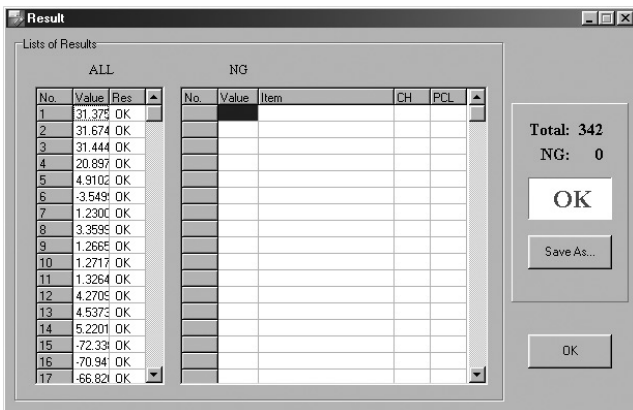 Result
Lists of Results
ALL NG
No. Value Res No. Value Item CH PCL
1 31.375 OK
2 31.674 OK
3 31.444 OK
4 20.897 OK
5 4.9102 OK
6 -3.549 OK
7 1.2300 OK
8 3.3599 OK
9 1.2665 OK
10 1.2717 OK
11 1.3264 OK
12 4.2709 OK
13 4.5373 OK
14 5.2201 OK
15 -72.33 OK
16 -70.94 OK
17 -66.82 OK
Total: 342
NG: 0
OK
Save As...
OK